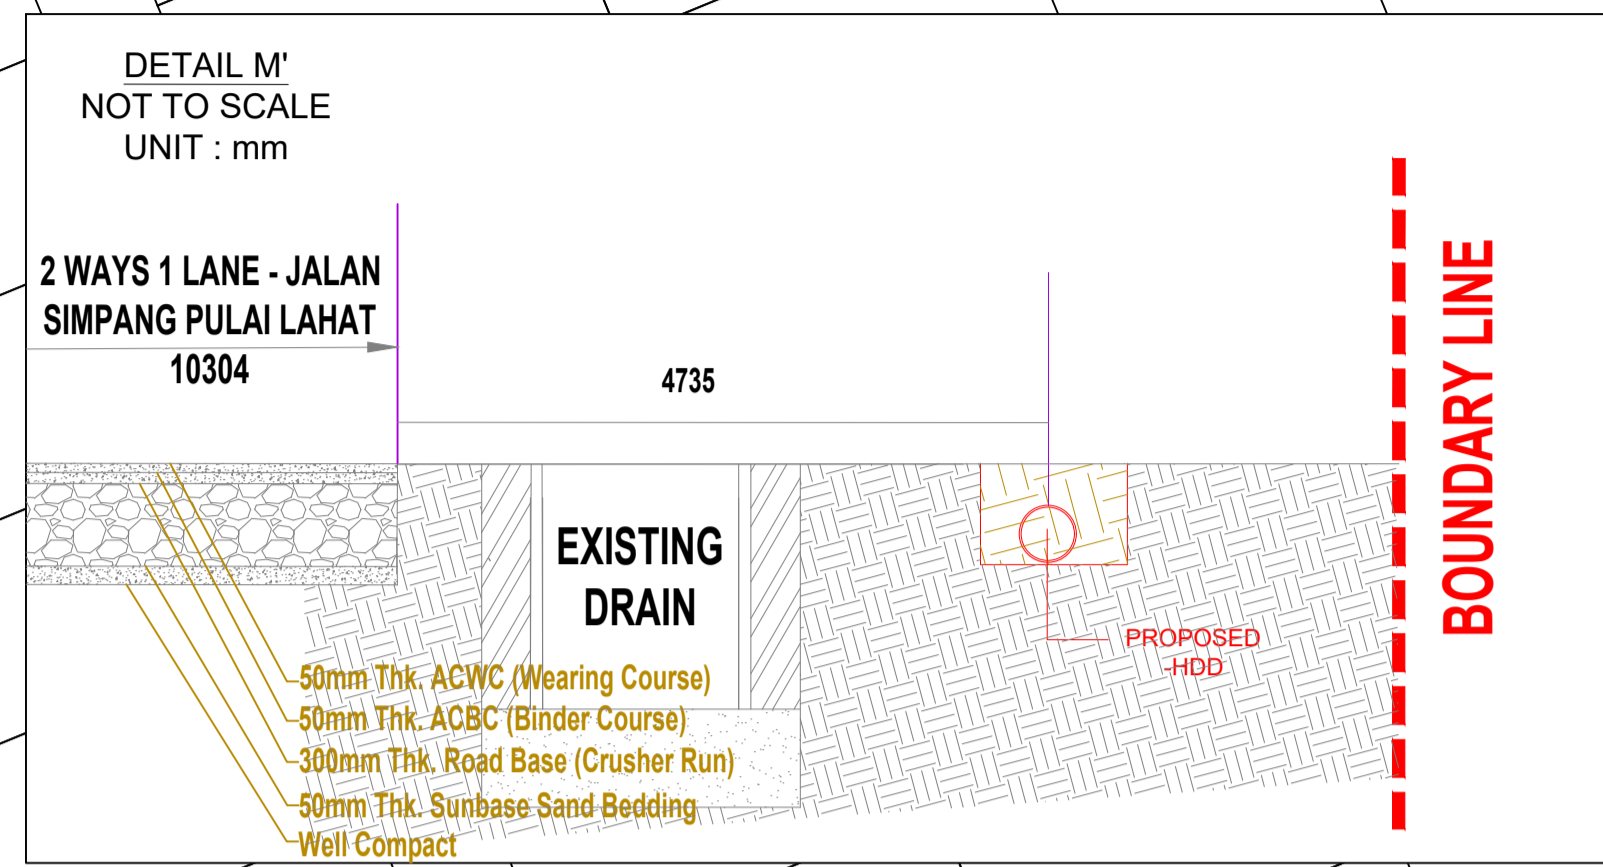 DETAIL M'
NOT TO SCALE
UNIT : mm
2 WAYS 1 LANE - JALAN
SIMPANG PULAI LAHAT
10304
4735
EXISTING
DRAIN
PROPOSED
-HDD
BOUNDARY LINE
50mm Thk. ACWC (Wearing Course)
50mm Thk. ACBC (Binder Course)
300mm Thk. Road Base (Crusher Run)
50mm Thk. Sunbase Sand Bedding
Well Compact